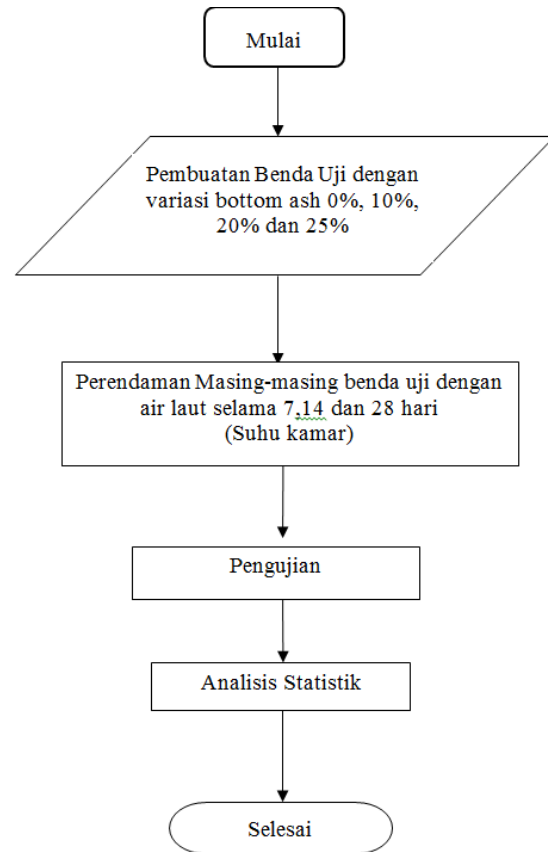 Mulai
Pembuatan Benda Uji dengan
variasi bottom ash 0%, 10%,
20% dan 25%
Perendaman Masing-masing benda uji dengan
air laut selama 7,14 dan 28 hari
(Suhu kamar)
Pengujian
Analisis Statistik
Selesai